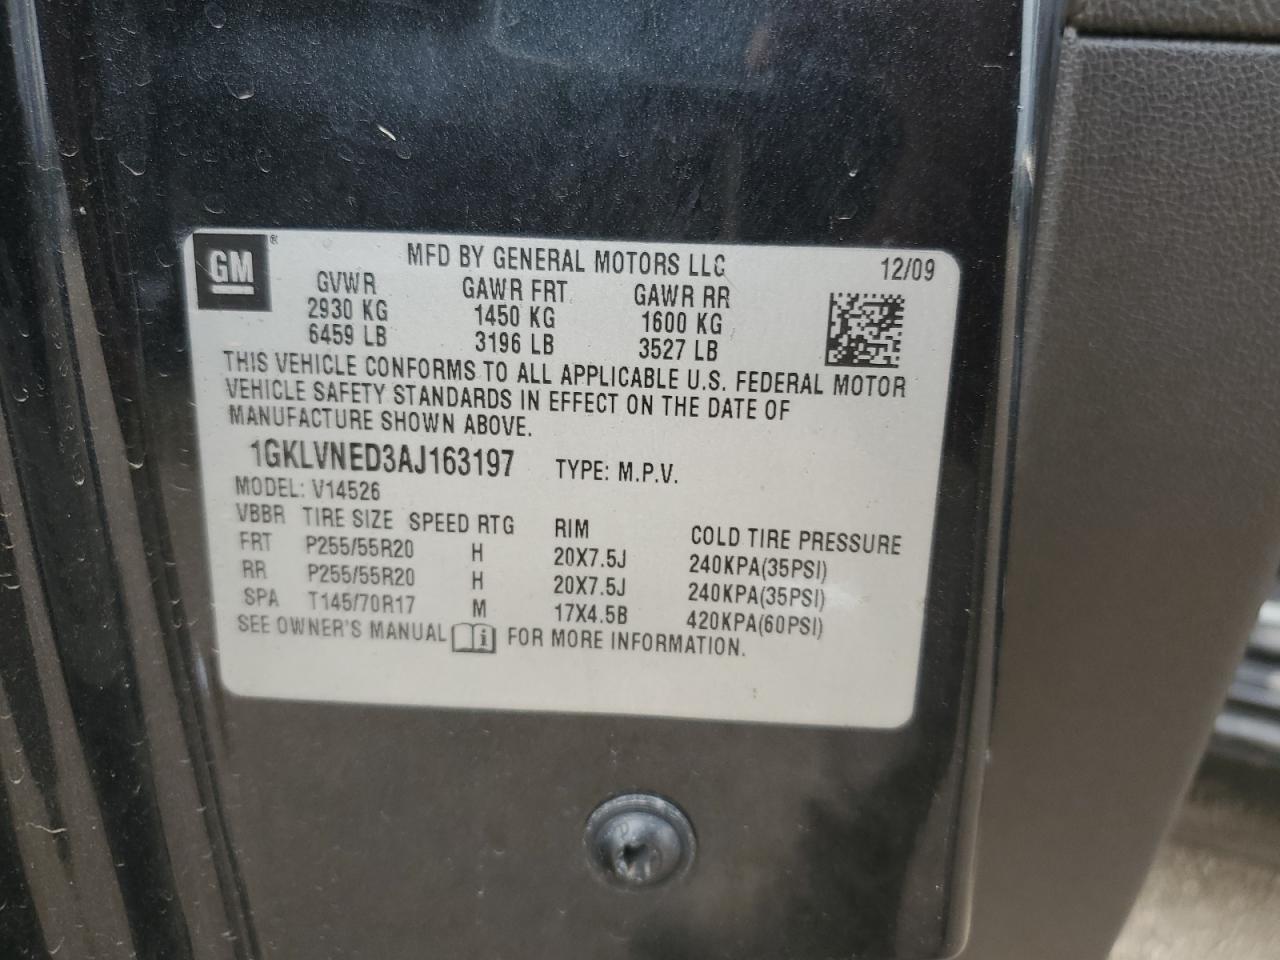 GM ®
MFD BY GENERAL MOTORS LLC 12/09
GVWR GAWR FRT GAWR RR
2930 KG 1450 KG 1600 KG
6459 LB 3196 LB 3527 LB
THIS VEHICLE CONFORMS TO ALL APPLICABLE U.S. FEDERAL MOTOR
VEHICLE SAFETY STANDARDS IN EFFECT ON THE DATE OF
MANUFACTURE SHOWN ABOVE.
1GKLVNED3AJ163197 TYPE: M.P.V.
MODEL: V14526
VBBR TIRE SIZE SPEED RTG RIM COLD TIRE PRESSURE
FRT P255/55R20 H 20X7.5J 240KPA(35PSI)
RR P255/55R20 H 20X7.5J 240KPA(35PSI)
SPA T145/70R17 M 17X4.5B 420KPA(60PSI)
SEE OWNER'S MANUAL i FOR MORE INFORMATION.